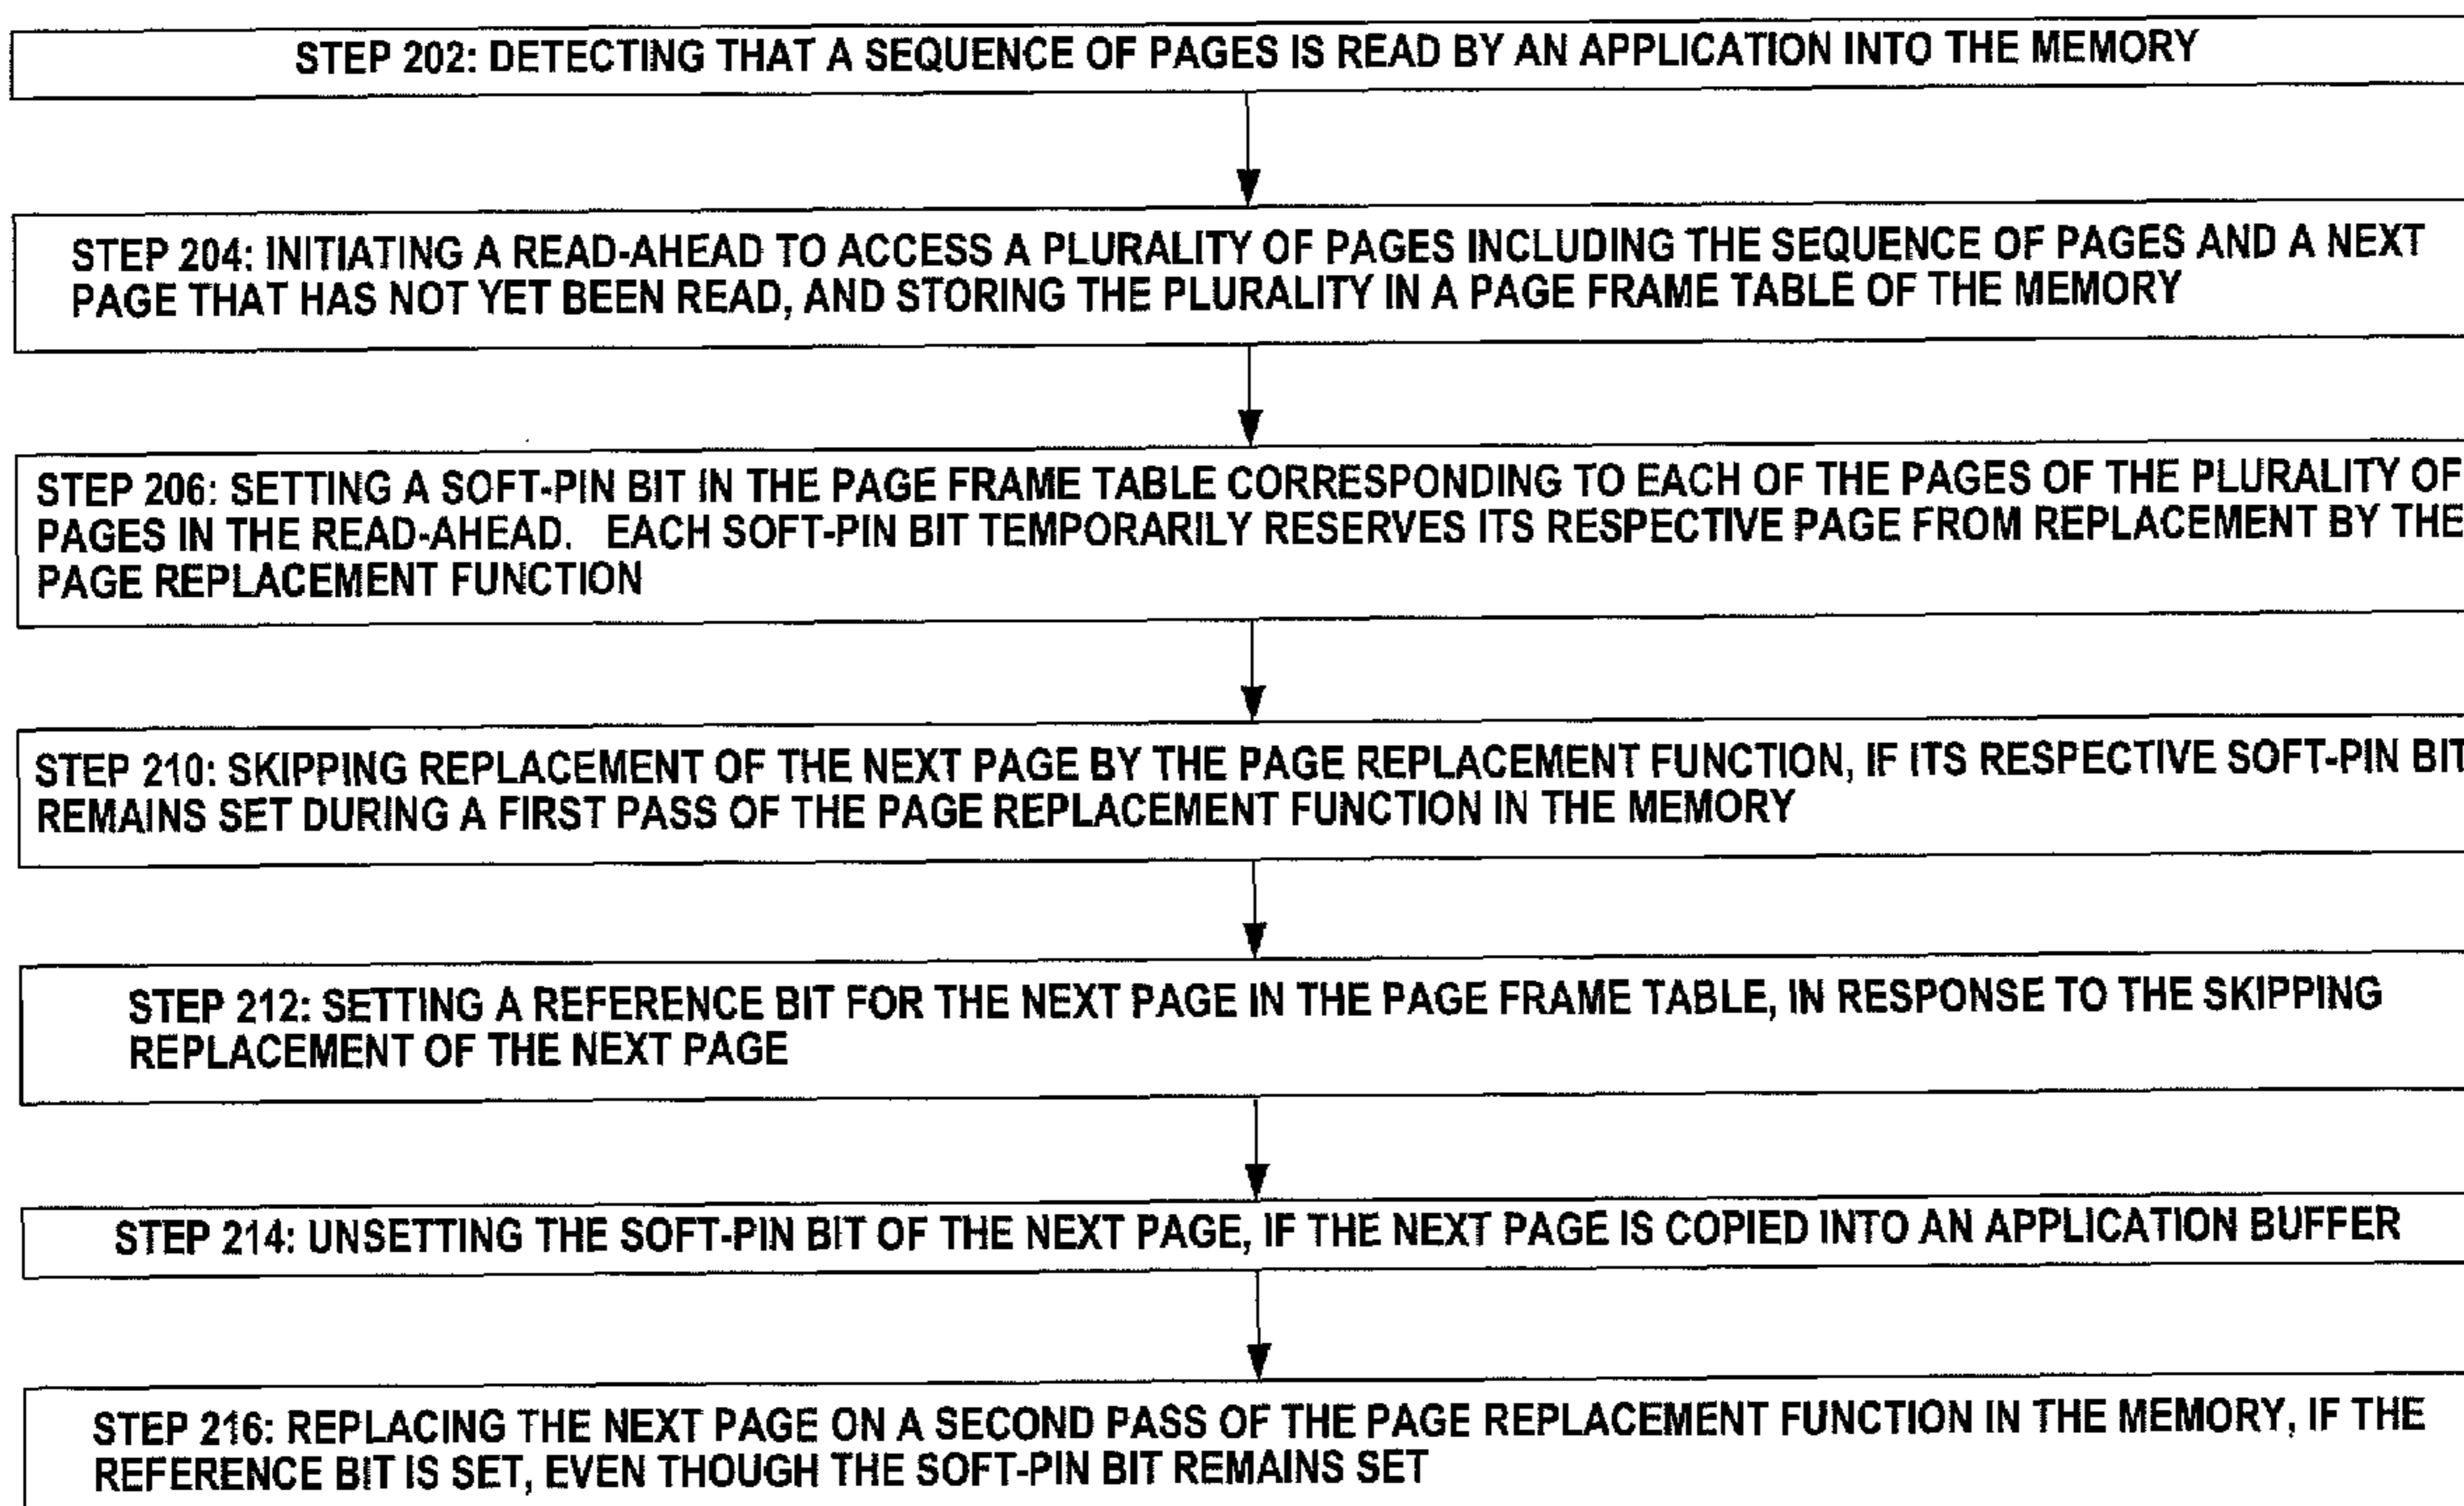 STEP 202: DETECTING THAT A SEQUENCE OF PAGES IS READ BY AN APPLICATION INTO THE MEMORY
STEP 204: INITIATING A READ-AHEAD TO ACCESS A PLURALITY OF PAGES INCLUDING THE SEQUENCE OF PAGES AND A NEXT
PAGE THAT HAS NOT YET BEEN READ, AND STORING THE PLURALITY IN A PAGE FRAME TABLE OF THE MEMORY
STEP 206: SETTING A SOFT-PIN BIT IN THE PAGE FRAME TABLE CORRESPONDING TO EACH OF THE PAGES OF THE PLURALITY OF
PAGES IN THE READ-AHEAD. EACH SOFT-PIN BIT TEMPORARILY RESERVES ITS RESPECTIVE PAGE FROM REPLACEMENT BY THE
PAGE REPLACEMENT FUNCTION
STEP 210: SKIPPING REPLACEMENT OF THE NEXT PAGE BY THE PAGE REPLACEMENT FUNCTION, IF ITS RESPECTIVE SOFT-PIN BIT
REMAINS SET DURING A FIRST PASS OF THE PAGE REPLACEMENT FUNCTION IN THE MEMORY
STEP 212: SETTING A REFERENCE BIT FOR THE NEXT PAGE IN THE PAGE FRAME TABLE, IN RESPONSE TO THE SKIPPING
REPLACEMENT OF THE NEXT PAGE
STEP 214: UNSETTING THE SOFT-PIN BIT OF THE NEXT PAGE, IF THE NEXT PAGE IS COPIED INTO AN APPLICATION BUFFER
STEP 216: REPLACING THE NEXT PAGE ON A SECOND PASS OF THE PAGE REPLACEMENT FUNCTION IN THE MEMORY, IF THE
REFERENCE BIT IS SET, EVEN THOUGH THE SOFT-PIN BIT REMAINS SET